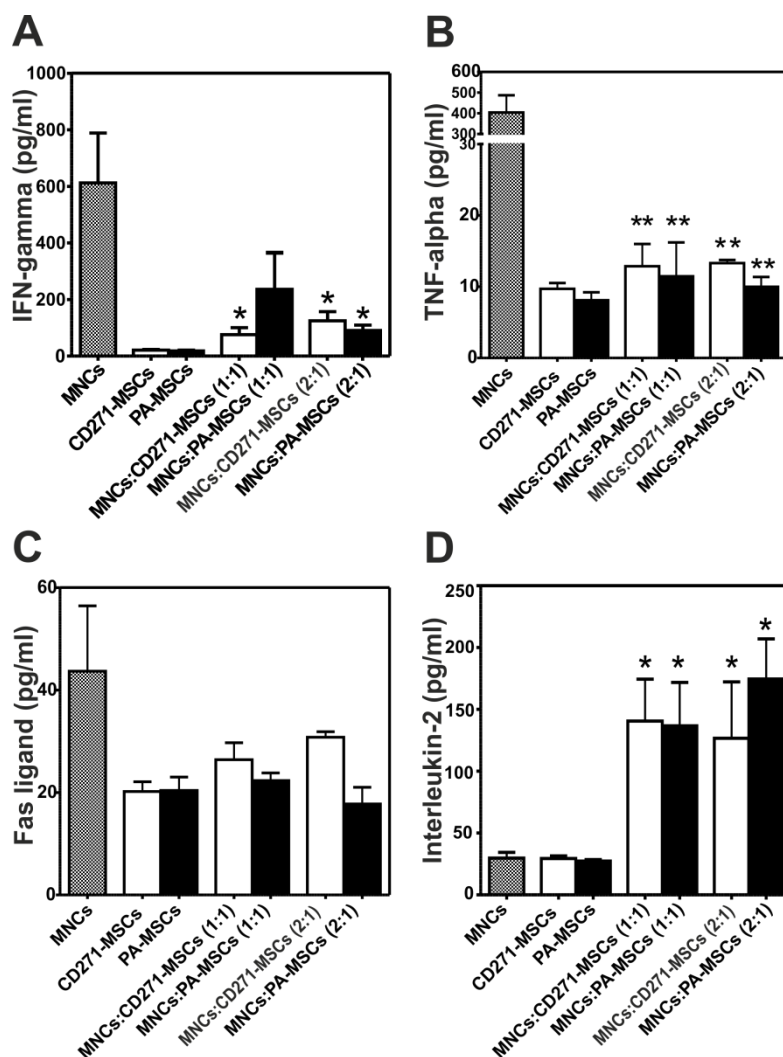 A
IFN-gamma (pg/ml)
1000
800
600
400
200
0
*
*
*
MNCs
CD271-MSCs
PA-MSCs
MNCs:CD271-MSCs (1:1)
MNCs:PA-MSCs (1:1)
MNCs:CD271-MSCs (2:1)
MNCs:PA-MSCs (2:1)
B
TNF-alpha (pg/ml)
600
500
400
300
30
20
10
0
**
**
**
**
MNCs
CD271-MSCs
PA-MSCs
MNCs:CD271-MSCs (1:1)
MNCs:PA-MSCs (1:1)
MNCs:CD271-MSCs (2:1)
MNCs:PA-MSCs (2:1)
C
Fas ligand (pg/ml)
60
40
20
0
MNCs
CD271-MSCs
PA-MSCs
MNCs:CD271-MSCs (1:1)
MNCs:PA-MSCs (1:1)
MNCs:CD271-MSCs (2:1)
MNCs:PA-MSCs (2:1)
D
Interleukin-2 (pg/ml)
250
200
150
100
50
0
*
*
*
*
MNCs
CD271-MSCs
PA-MSCs
MNCs:CD271-MSCs (1:1)
MNCs:PA-MSCs (1:1)
MNCs:CD271-MSCs (2:1)
MNCs:PA-MSCs (2:1)